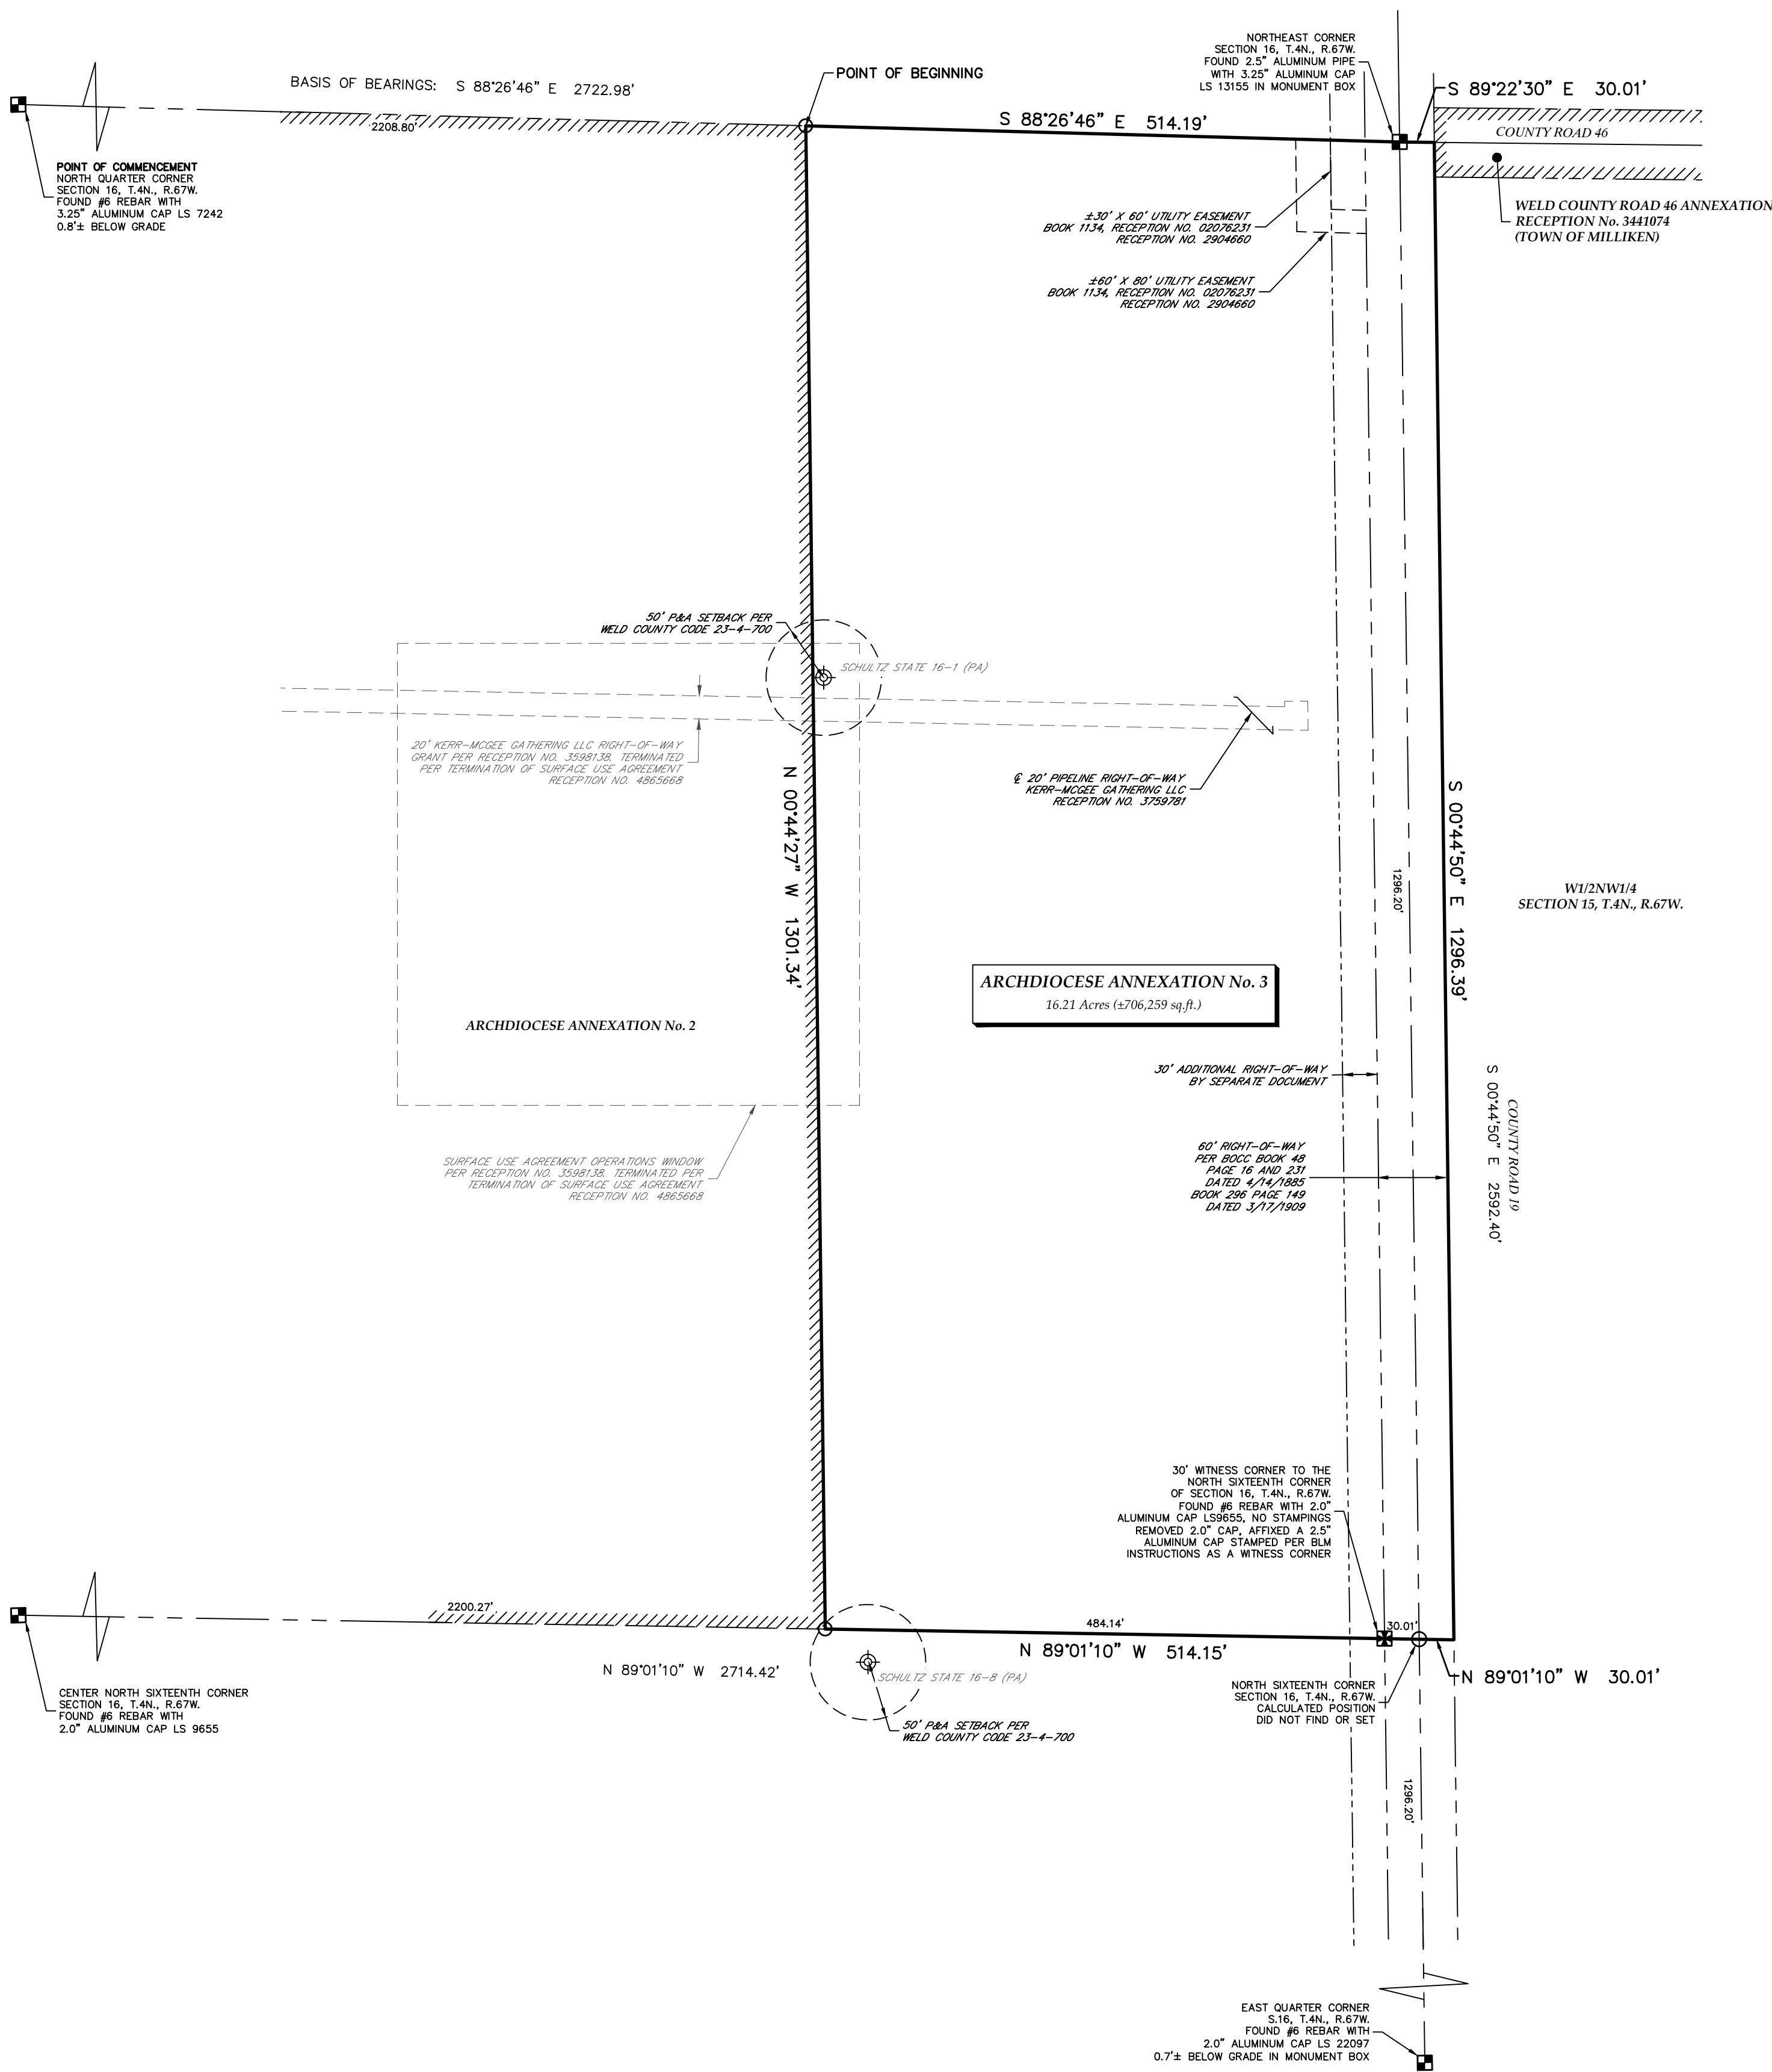 BASIS OF BEARINGS: S 88°26'46" E 2722.98'
2208.80'
POINT OF COMMENCEMENT
NORTH QUARTER CORNER
SECTION 16, T.4N., R.67W.
FOUND #6 REBAR WITH
3.25" ALUMINUM CAP LS 7242
0.8'± BELOW GRADE
POINT OF BEGINNING
S 88°26'46" E 514.19'
NORTHEAST CORNER
SECTION 16, T.4N., R.67W.
FOUND 2.5" ALUMINUM PIPE
WITH 3.25" ALUMINUM CAP
LS 13155 IN MONUMENT BOX
S 89°22'30" E 30.01'
COUNTY ROAD 46
WELD COUNTY ROAD 46 ANNEXATION
RECEPTION No. 3441074
(TOWN OF MILLIKEN)
±30' X 60' UTILITY EASEMENT
BOOK 1134, RECEPTION NO. 02076231
RECEPTION NO. 2904660
±60' X 80' UTILITY EASEMENT
BOOK 1134, RECEPTION NO. 02076231
RECEPTION NO. 2904660
50' P&A SETBACK PER
WELD COUNTY CODE 23-4-700
SCHULTZ STATE 16-1 (PA)
20' KERR-MCGEE GATHERING LLC RIGHT-OF-WAY
GRANT PER RECEPTION NO. 3598138. TERMINATED
PER TERMINATION OF SURFACE USE AGREEMENT
RECEPTION NO. 4865668
℄ 20' PIPELINE RIGHT-OF-WAY
KERR-MCGEE GATHERING LLC
RECEPTION NO. 3759781
N 00°44'27" W 1301.34'
S 00°44'50" E 1296.39'
1296.20'
W1/2NW1/4
SECTION 15, T.4N., R.67W.
ARCHDIOCESE ANNEXATION No. 3
16.21 Acres (±706,259 sq.ft.)
ARCHDIOCESE ANNEXATION No. 2
30' ADDITIONAL RIGHT-OF-WAY
BY SEPARATE DOCUMENT
COUNTY ROAD 19
S 00°44'50" E 2592.40'
60' RIGHT-OF-WAY
PER BOCC BOOK 48
PAGE 16 AND 231
DATED 4/14/1885
BOOK 296 PAGE 149
DATED 3/17/1909
SURFACE USE AGREEMENT OPERATIONS WINDOW
PER RECEPTION NO. 3598138. TERMINATED PER
TERMINATION OF SURFACE USE AGREEMENT
RECEPTION NO. 4865668
30' WITNESS CORNER TO THE
NORTH SIXTEENTH CORNER
OF SECTION 16, T.4N., R.67W.
FOUND #6 REBAR WITH 2.0"
ALUMINUM CAP LS9655, NO STAMPINGS
REMOVED 2.0" CAP, AFFIXED A 2.5"
ALUMINUM CAP STAMPED PER BLM
INSTRUCTIONS AS A WITNESS CORNER
2200.27'
484.14'
30.01'
N 89°01'10" W 514.15'
N 89°01'10" W 2714.42'
N 89°01'10" W 30.01'
SCHULTZ STATE 16-8 (PA)
CENTER NORTH SIXTEENTH CORNER
SECTION 16, T.4N., R.67W.
FOUND #6 REBAR WITH
2.0" ALUMINUM CAP LS 9655
NORTH SIXTEENTH CORNER
SECTION 16, T.4N., R.67W.
CALCULATED POSITION
DID NOT FIND OR SET
50' P&A SETBACK PER
WELD COUNTY CODE 23-4-700
1296.20'
EAST QUARTER CORNER
S.16, T.4N., R.67W.
FOUND #6 REBAR WITH
2.0" ALUMINUM CAP LS 22097
0.7'± BELOW GRADE IN MONUMENT BOX